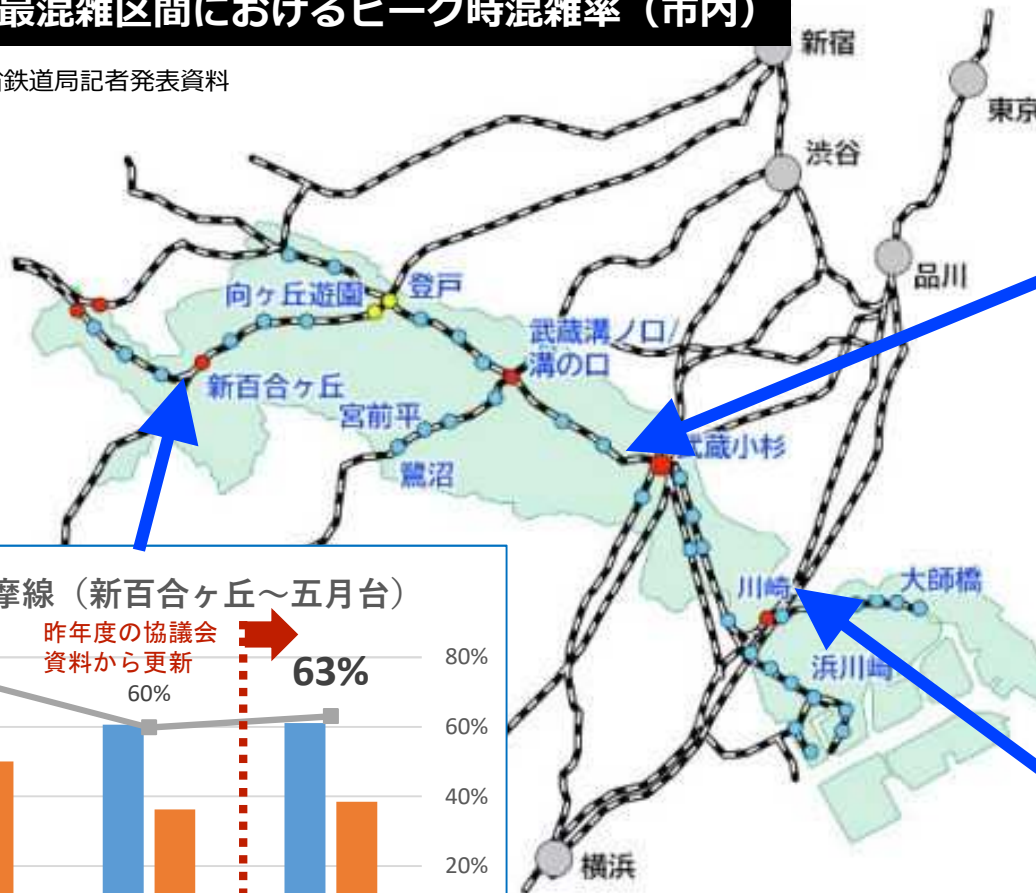 最混雑区間におけるピーク時混雑率（市内）
省鉄道局記者発表資料
新宿
東京
渋谷
品川
向ヶ丘遊園
登戸
武蔵溝ノ口/
溝の口
新百合ヶ丘
宮前平
鷺沼
武蔵小杉
川崎
大師橋
浜川崎
横浜
摩線（新百合ヶ丘～五月台）
昨年度の協議会
資料から更新
60%
63%
80%
60%
40%
20%